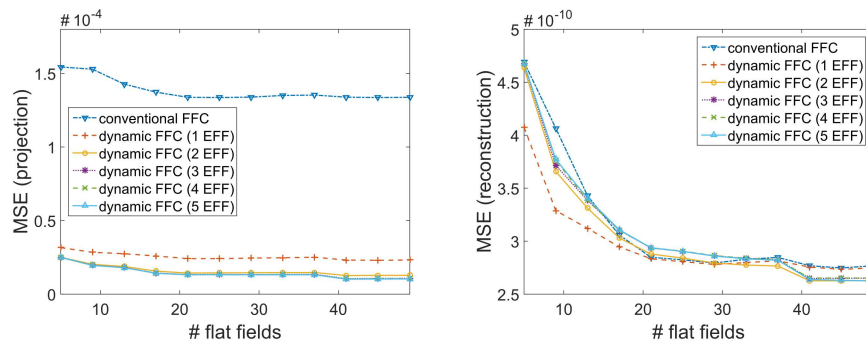 # 10^-4
1.5
1
0.5
0
MSE (projection)
conventional FFC
dynamic FFC (1 EFF)
dynamic FFC (2 EFF)
dynamic FFC (3 EFF)
dynamic FFC (4 EFF)
dynamic FFC (5 EFF)
10 20 30 40
# flat fields
# 10^-10
5
4.5
4
3.5
3
2.5
MSE (reconstruction)
conventional FFC
dynamic FFC (1 EFF)
dynamic FFC (2 EFF)
dynamic FFC (3 EFF)
dynamic FFC (4 EFF)
dynamic FFC (5 EFF)
10 20 30 40
# flat fields